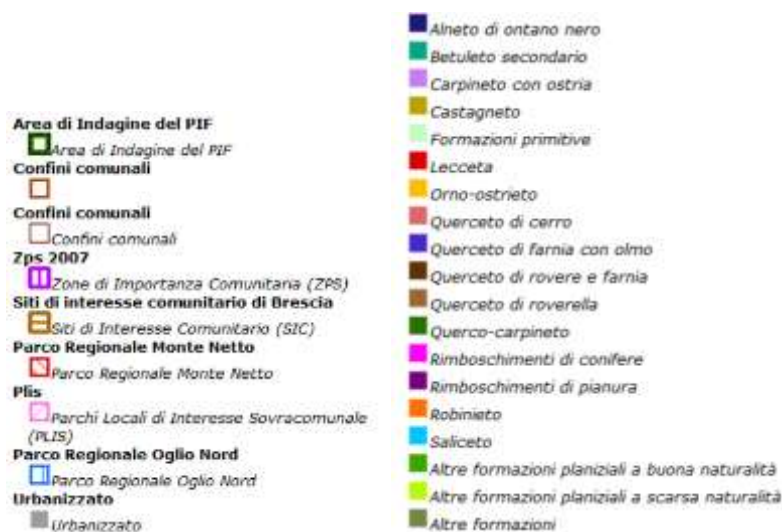 Area di Indagine del PIF
Area di Indagine del PIF
Confini comunali
Confini comunali
Confini comunali
Zps 2007
Zone di Importanza Comunitaria (ZPS)
Siti di interesse comunitario di Brescia
Siti di Interesse Comunitario (SIC)
Parco Regionale Monte Netto
Parco Regionale Monte Netto
Plis
Parchi Locali di Interesse Sovracomunale
(PLIS)
Parco Regionale Oglio Nord
Parco Regionale Oglio Nord
Urbanizzato
Urbanizzato
Alneto di ontano nero
Betuleto secondario
Carpineto con ostria
Castagneto
Formazioni primitive
Lecceta
Orno-ostrieto
Querceto di cerro
Querceto di farnia con olmo
Querceto di rovere e farnia
Querceto di roverella
Querco-carpineto
Rimboschimenti di conifere
Rimboschimenti di pianura
Robinieto
Saliceto
Altre formazioni planiziali a buona naturalità
Altre formazioni planiziali a scarsa naturalità
Altre formazioni